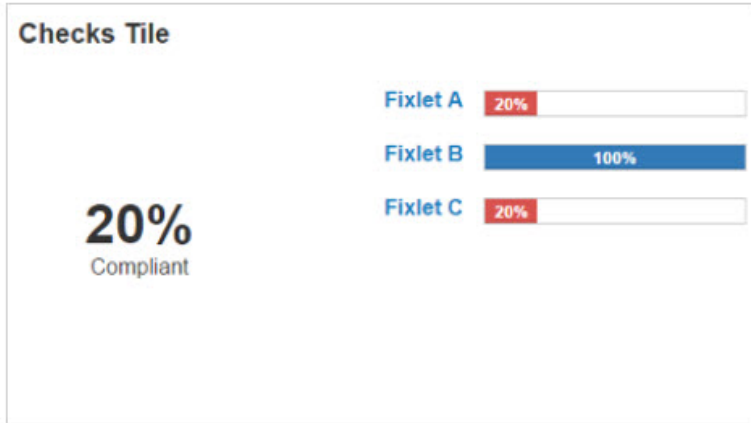 Checks Tile
Fixlet A 20%
Fixlet B 100%
Fixlet C 20%
20%
Compliant